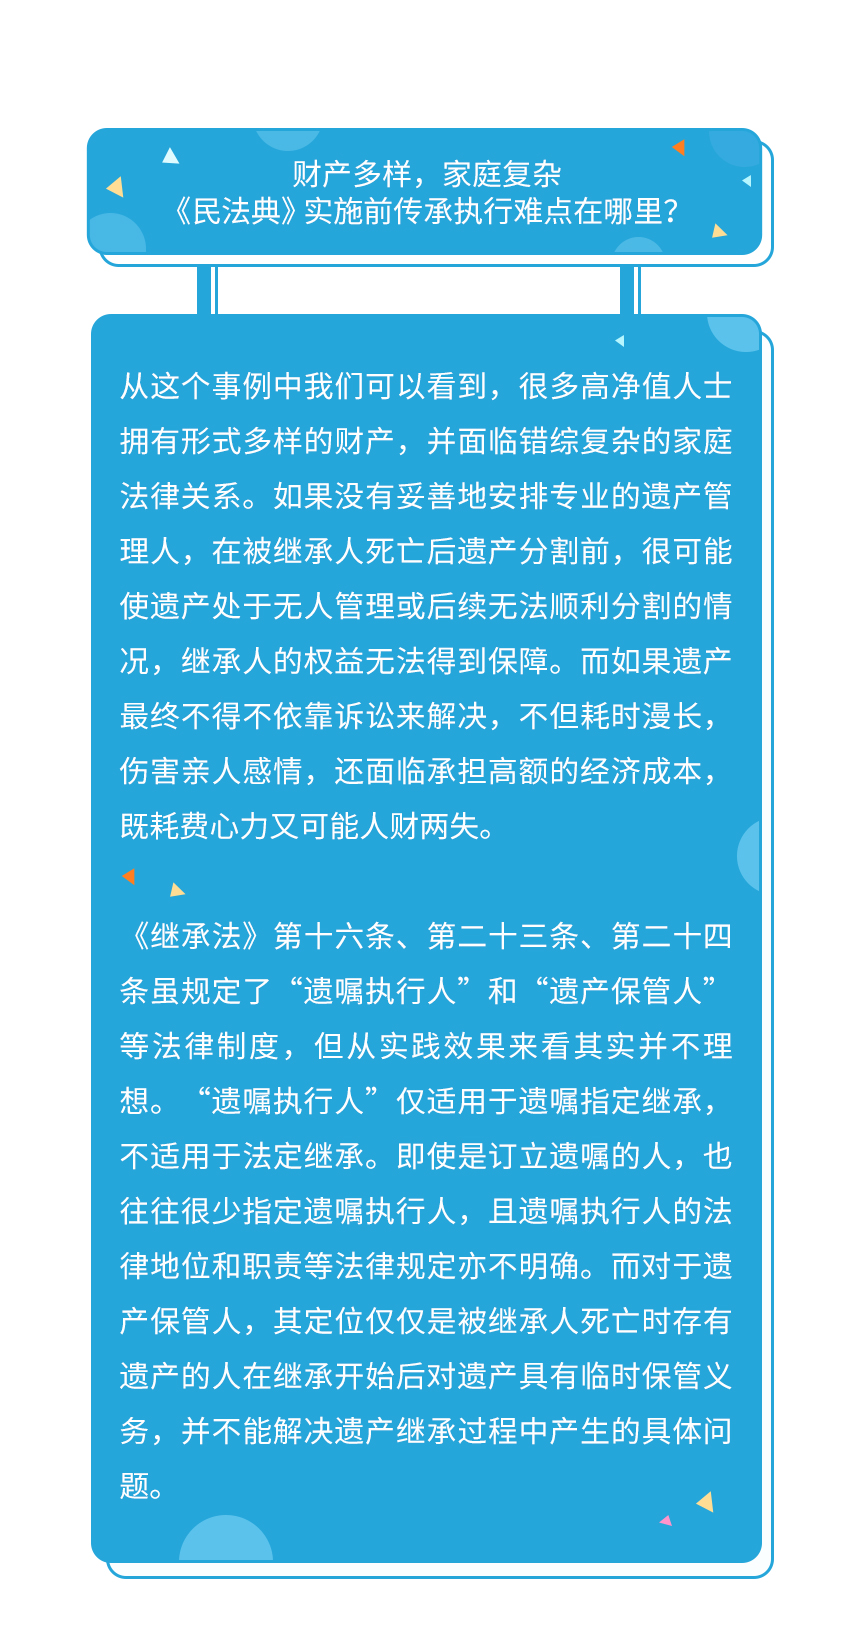 财产多样，家庭复杂
《民法典》实施前传承执行难点在哪里？
从这个事例中我们可以看到，很多高净值人士
拥有形式多样的财产，并面临错综复杂的家庭
法律关系。如果没有妥善地安排专业的遗产管
理人，在被继承人死亡后遗产分割前，很可能
使遗产处于无人管理或后续无法顺利分割的情
况，继承人的权益无法得到保障。而如果遗产
最终不得不依靠诉讼来解决，不但耗时漫长，
伤害亲人感情，还面临承担高额的经济成本，
既耗费心力又可能人财两失。
《继承法》第十六条、第二十三条、第二十四
条虽规定了“遗嘱执行人”和“遗产保管人”
等法律制度，但从实践效果来看其实并不理
想。“遗嘱执行人”仅适用于遗嘱指定继承，
不适用于法定继承。即使是订立遗嘱的人，也
往往很少指定遗嘱执行人，且遗嘱执行人的法
律地位和职责等法律规定亦不明确。而对于遗
产保管人，其定位仅仅是被继承人死亡时存有
遗产的人在继承开始后对遗产具有临时保管义
务，并不能解决遗产继承过程中产生的具体问
题。